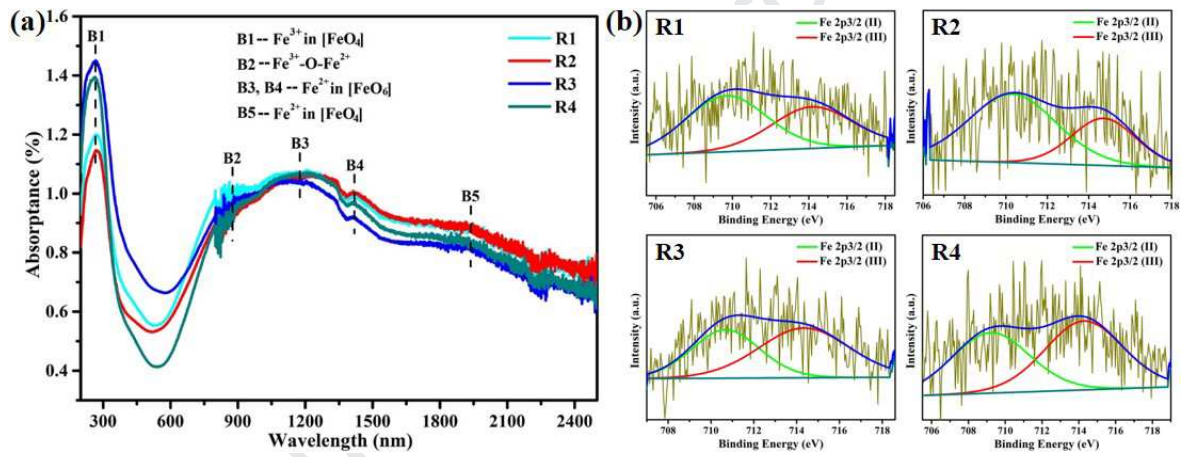 (a)
1.6
1.4
1.2
1.0
0.8
0.6
0.4
Absorptance (%)
B1
B1 -- Fe³⁺ in [FeO₄]
B2 -- Fe³⁺-O-Fe²⁺
B3, B4 -- Fe²⁺ in [FeO₆]
B5 -- Fe²⁺ in [FeO₄]
R1
R2
R3
R4
B2
B3
B4
B5
300 600 900 1200 1500 1800 2100 2400
Wavelength (nm)
(b)
R1
Fe 2p3/2 (II)
Fe 2p3/2 (III)
Intensity (a.u.)
706 708 710 712 714 716 718
Binding Energy (eV)
R2
Fe 2p3/2 (II)
Fe 2p3/2 (III)
Intensity (a.u.)
706 708 710 712 714 716 718
Binding Energy (eV)
R3
Fe 2p3/2 (II)
Fe 2p3/2 (III)
Intensity (a.u.)
708 710 712 714 716 718
Binding Energy (eV)
R4
Fe 2p3/2 (II)
Fe 2p3/2 (III)
Intensity (a.u.)
706 708 710 712 714 716 718
Binding Energy (eV)